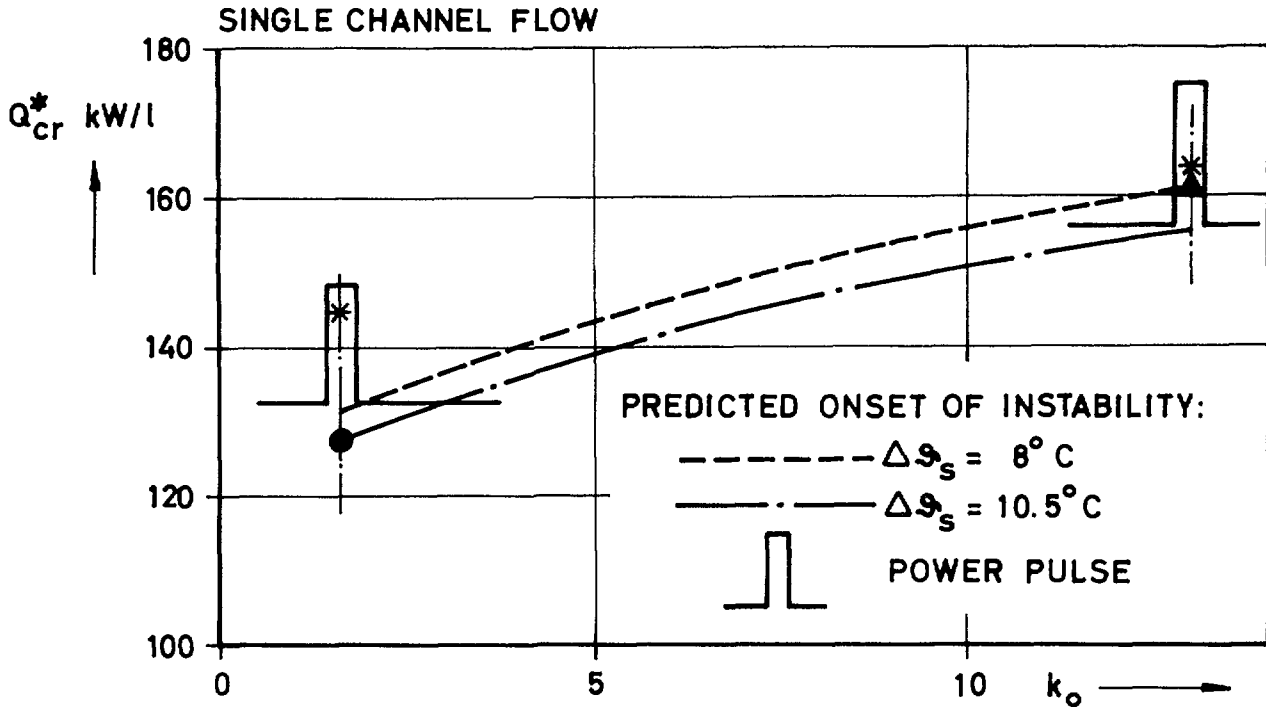 SINGLE CHANNEL FLOW
180
Q*cr kW/l
160
140
PREDICTED ONSET OF INSTABILITY:
Δϑs = 8°C
120
Δϑs = 10.5°C
POWER PULSE
100
0 5 10 ko